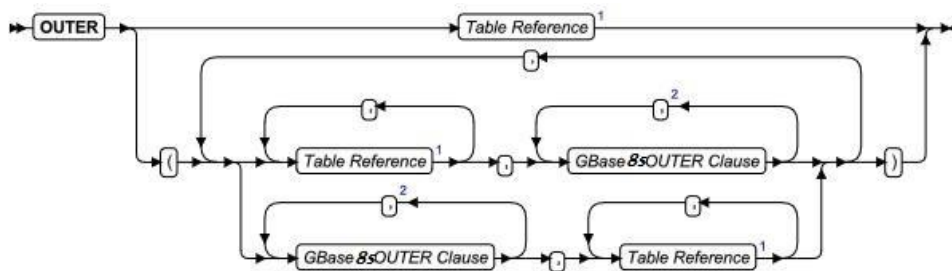 OUTER Table Reference 1
,
, , 2
( Table Reference 1 , GBase 8s OUTER Clause )
, 2 ,
GBase 8s OUTER Clause , Table Reference 1